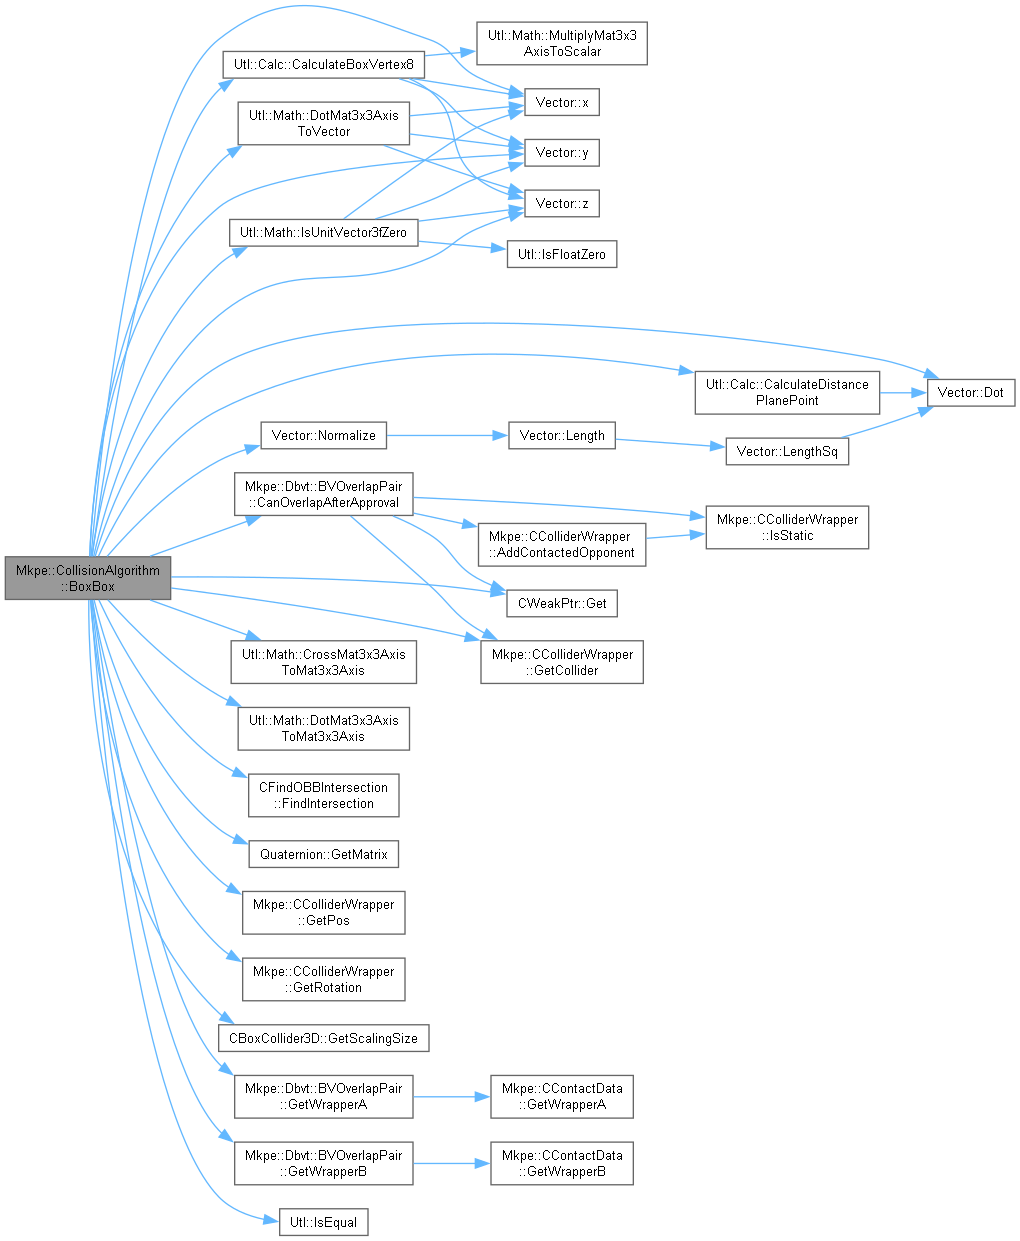 Utl::Math::MultiplyMat3x3
AxisToScalar
Utl::Calc::CalculateBoxVertex8
Vector::x
Utl::Math::DotMat3x3Axis
ToVector
Vector::y
Vector::z
Utl::Math::IsUnitVector3fZero
Utl::IsFloatZero
Utl::Calc::CalculateDistance
PlanePoint
Vector::Dot
Vector::Normalize
Vector::Length
Vector::LengthSq
Mkpe::Dbvt::BVOverlapPair
::CanOverlapAfterApproval
Mkpe::CColliderWrapper
::IsStatic
Mkpe::CColliderWrapper
::AddContactedOpponent
Mkpe::CollisionAlgorithm
::BoxBox
CWeakPtr::Get
Utl::Math::CrossMat3x3Axis
ToMat3x3Axis
Mkpe::CColliderWrapper
::GetCollider
Utl::Math::DotMat3x3Axis
ToMat3x3Axis
CFindOBBIntersection
::FindIntersection
Quaternion::GetMatrix
Mkpe::CColliderWrapper
::GetPos
Mkpe::CColliderWrapper
::GetRotation
CBoxCollider3D::GetScalingSize
Mkpe::Dbvt::BVOverlapPair
::GetWrapperA
Mkpe::CContactData
::GetWrapperA
Mkpe::Dbvt::BVOverlapPair
::GetWrapperB
Mkpe::CContactData
::GetWrapperB
Utl::IsEqual